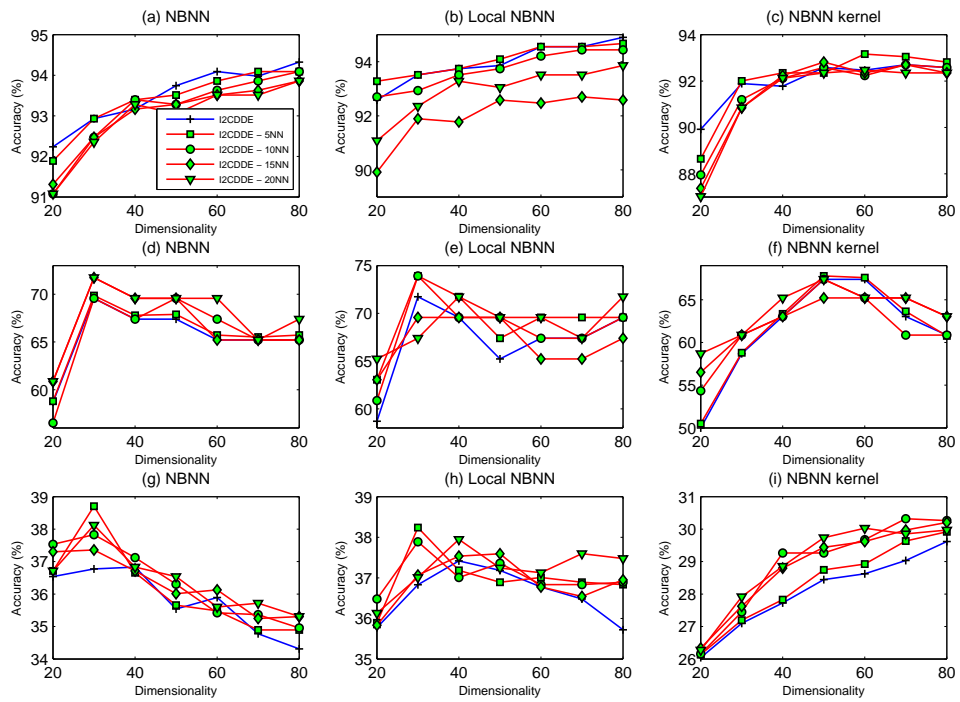 (a) NBNN
95
94
93
92
91
Accuracy (%)
I2CDDE
I2CDDE − 5NN
I2CDDE − 10NN
I2CDDE − 15NN
I2CDDE − 20NN
20 40 60 80
Dimensionality
(b) Local NBNN
94
92
90
Accuracy (%)
20 40 60 80
Dimensionality
(c) NBNN kernel
94
92
90
88
Accuracy (%)
20 40 60 80
Dimensionality
(d) NBNN
70
65
60
Accuracy (%)
20 40 60 80
Dimensionality
(e) Local NBNN
75
70
65
60
Accuracy (%)
20 40 60 80
Dimensionality
(f) NBNN kernel
65
60
55
50
Accuracy (%)
20 40 60 80
Dimensionality
(g) NBNN
39
38
37
36
35
34
Accuracy (%)
20 40 60 80
Dimensionality
(h) Local NBNN
39
38
37
36
35
Accuracy (%)
20 40 60 80
Dimensionality
(i) NBNN kernel
31
30
29
28
27
26
Accuracy (%)
20 40 60 80
Dimensionality